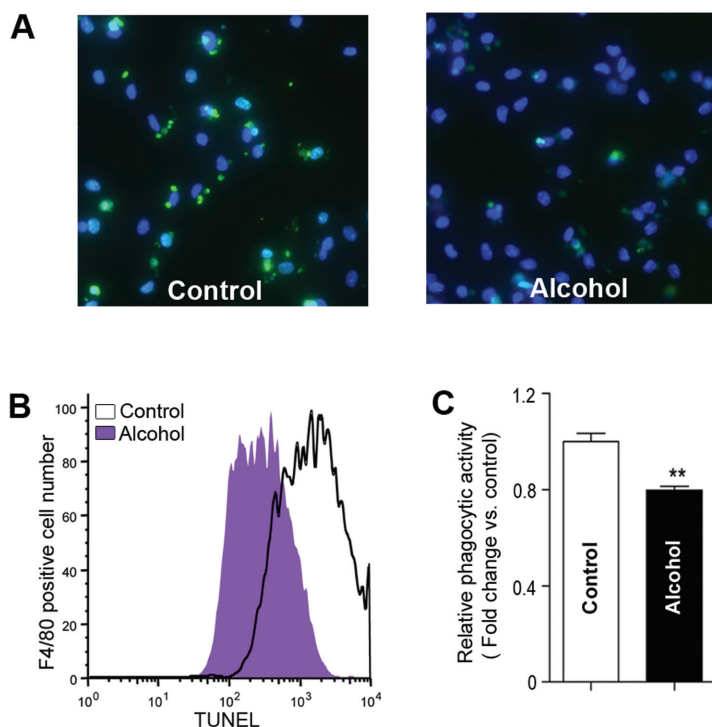 A
Control
Alcohol
B
Control
Alcohol
F4/80 positive cell number
100
80
60
40
20
0
10⁰
10¹
10²
10³
10⁴
TUNEL
C
Relative phagocytic activity
( Fold change vs. control)
1.2
0.8
0.4
0
**
Control
Alcohol